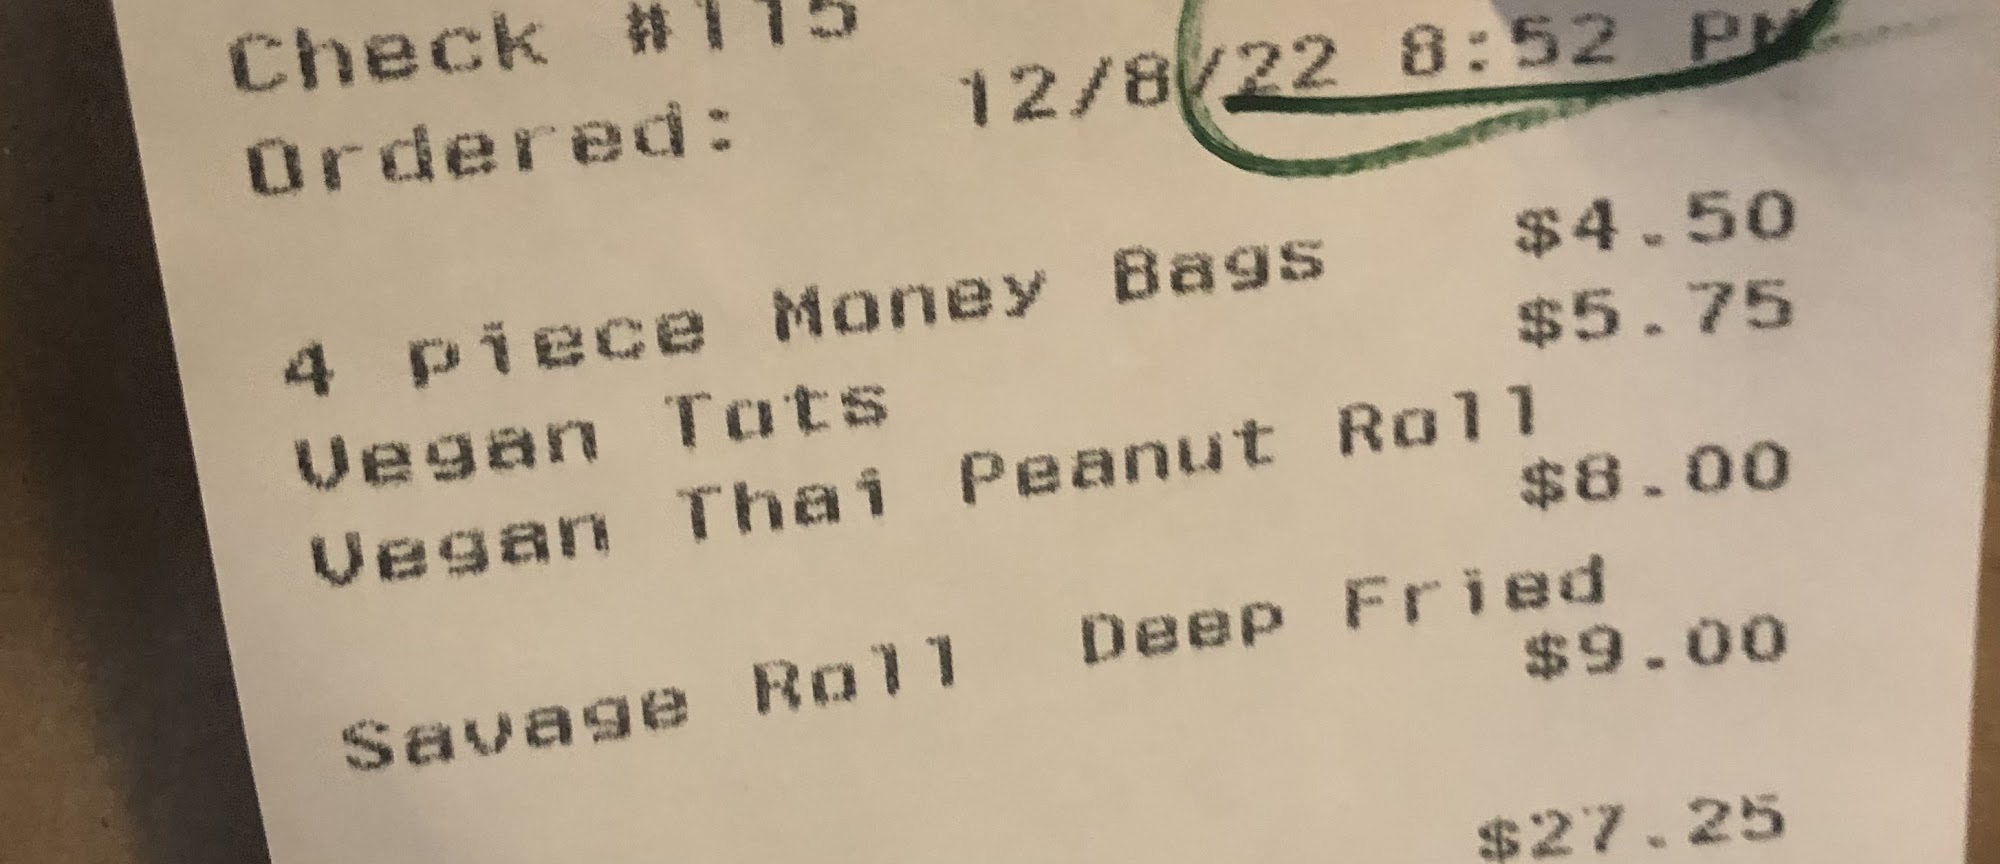 Check #115
Ordered: 12/8/22 8:52 PM
4 piece Money Bags $4.50
Vegan Tots $5.75
Vegan Thai Peanut Roll
$8.00
Savage Roll Deep Fried
$9.00
$27.25